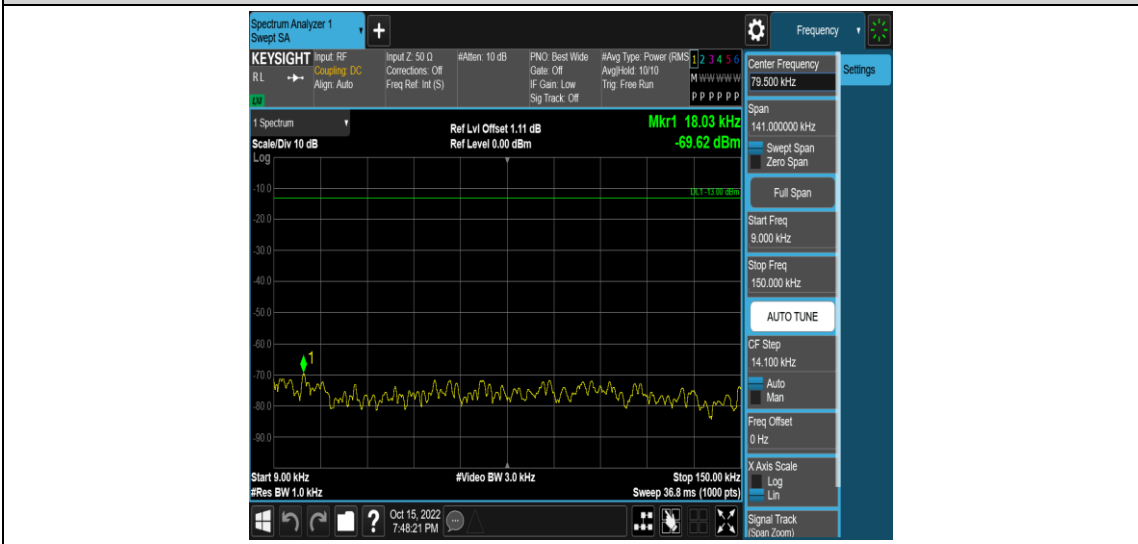 Spectrum Analyzer 1
Swept SA
+
Frequency
KEYSIGHT
RL
LXI
Input: RF
Coupling: DC
Align: Auto
Input Z: 50 Ω
Corrections: Off
Freq Ref: Int (S)
#Atten: 10 dB
PNO: Best Wide
Gate: Off
IF Gain: Low
Sig Track: Off
#Avg Type: Power (RMS
Avg|Hold: 10/10
Trig: Free Run
1 2 3 4 5 6
M W W W W W
P P P P P P
1 Spectrum
Scale/Div 10 dB
Log
Ref Lvl Offset 1.11 dB
Ref Level 0.00 dBm
Mkr1 18.03 kHz
-69.62 dBm
-10.0
DL1 -13.00 dBm
-20.0
-30.0
-40.0
-50.0
-60.0
1
-70.0
-80.0
-90.0
Start 9.00 kHz
#Video BW 3.0 kHz
Stop 150.00 kHz
#Res BW 1.0 kHz
Sweep 36.8 ms (1000 pts)
?
Oct 15, 2022
7:48:21 PM
Center Frequency
79.500 kHz
Settings
Span
141.000000 kHz
Swept Span
Zero Span
Full Span
Start Freq
9.000 kHz
Stop Freq
150.000 kHz
AUTO TUNE
CF Step
14.100 kHz
Auto
Man
Freq Offset
0 Hz
X Axis Scale
Log
Lin
Signal Track
(Span Zoom)